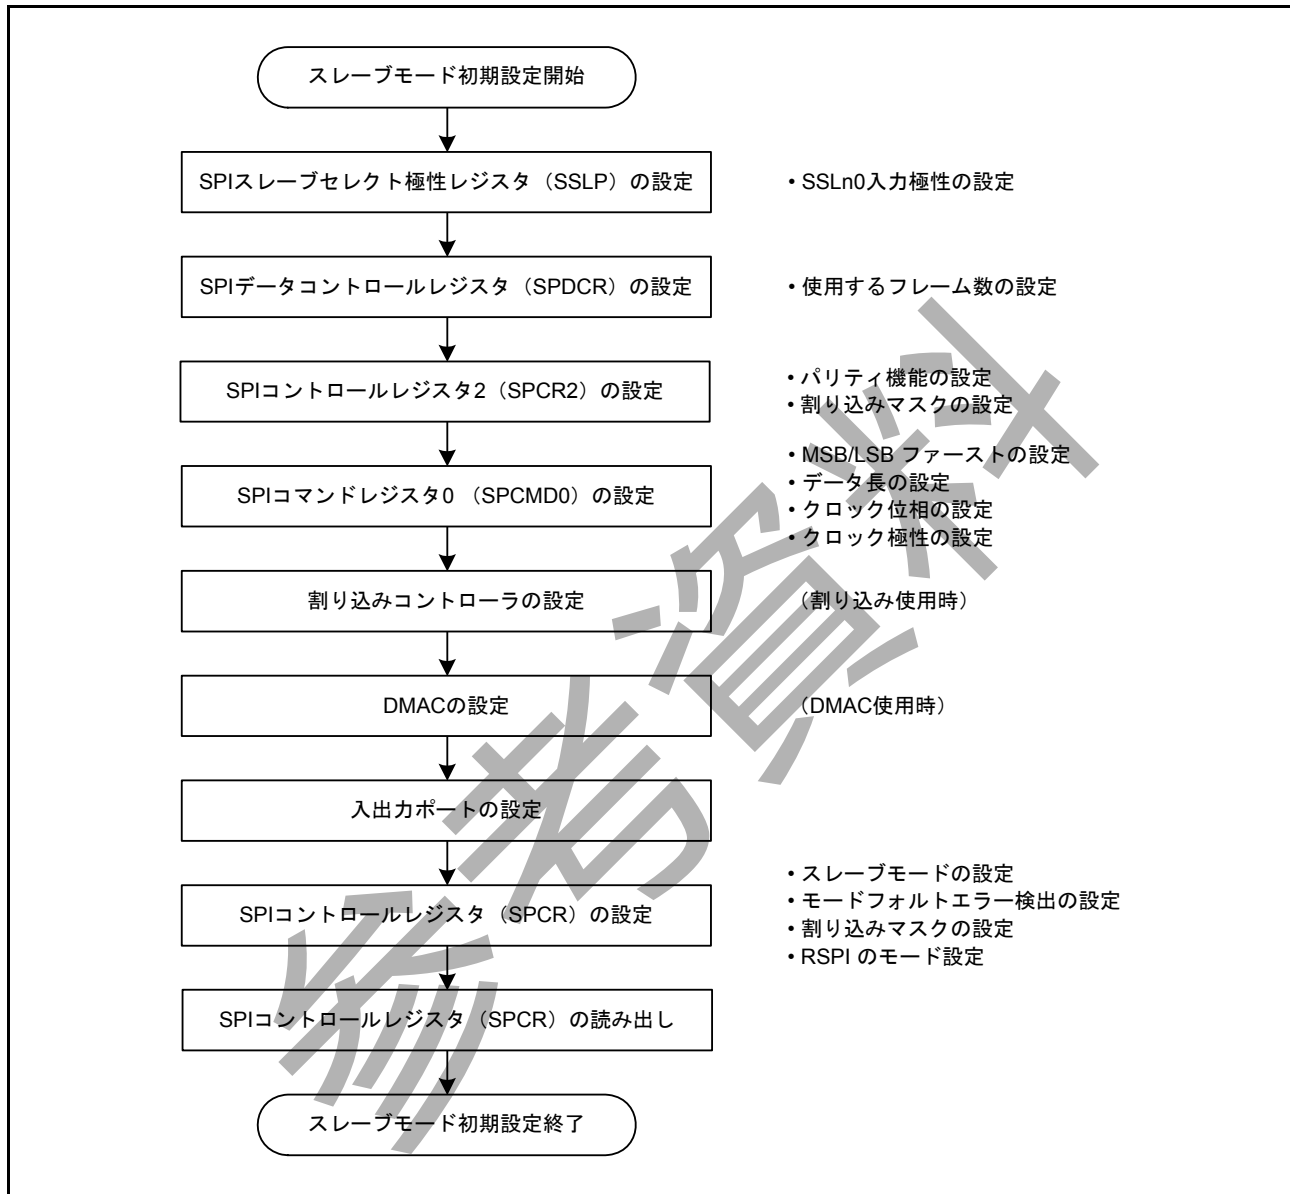 スレーブモード初期設定開始
SPIスレーブセレクト極性レジスタ（SSLP）の設定
• SSLn0入力極性の設定
SPIデータコントロールレジスタ（SPDCR）の設定
• 使用するフレーム数の設定
SPIコントロールレジスタ2（SPCR2）の設定
• パリティ機能の設定
• 割り込みマスクの設定
SPIコマンドレジスタ0 （SPCMD0）の設定
• MSB/LSB ファーストの設定
• データ長の設定
• クロック位相の設定
• クロック極性の設定
割り込みコントローラの設定
（割り込み使用時）
DMACの設定
（DMAC使用時）
入出力ポートの設定
SPIコントロールレジスタ（SPCR）の設定
• スレーブモードの設定
• モードフォルトエラー検出の設定
• 割り込みマスクの設定
• RSPI のモード設定
SPIコントロールレジスタ（SPCR）の読み出し
スレーブモード初期設定終了
参考資料